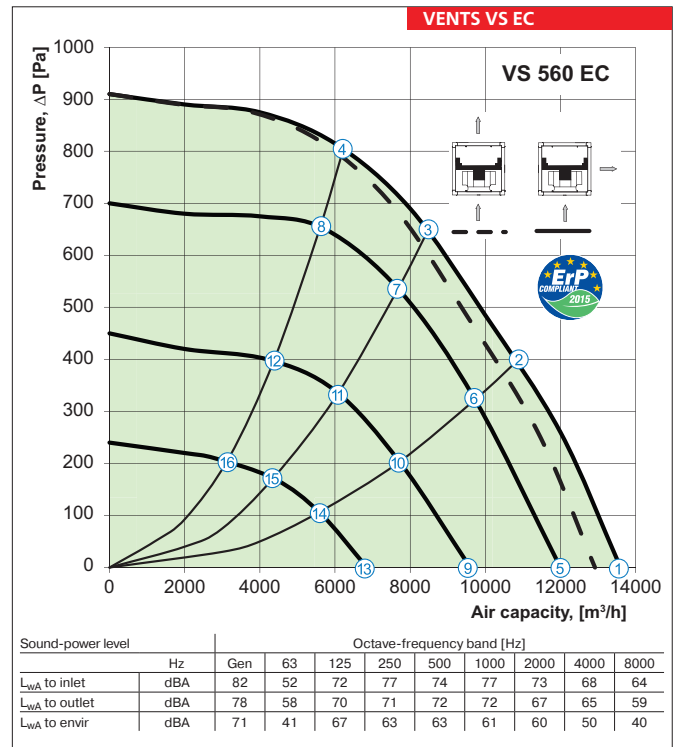 VENTS VS EC
Pressure, ΔP [Pa]
1000
900
800
700
600
500
400
300
200
100
0
VS 560 EC
ErP
COMPLIANT
2015
4
3
8
7
2
12
11
6
16
15
10
14
13
9
5
1
0 2000 4000 6000 8000 10000 12000 14000
Air capacity, [m³/h]
Sound-power level Octave-frequency band [Hz]
Hz Gen 63 125 250 500 1000 2000 4000 8000
LwA to inlet dBA 82 52 72 77 74 77 73 68 64
LwA to outlet dBA 78 58 70 71 72 72 67 65 59
LwA to envir dBA 71 41 67 63 63 61 60 50 40